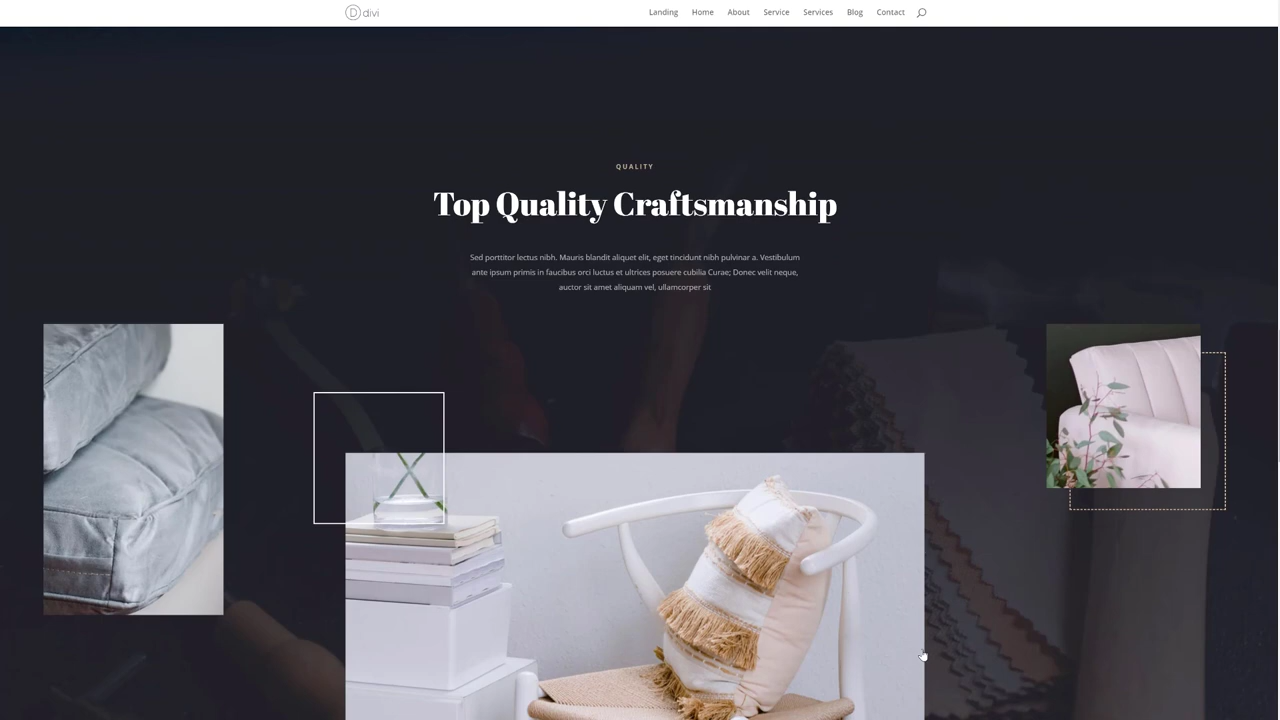 D divi
Landing Home About Service Services Blog Contact
QUALITY
Top Quality Craftsmanship
Sed porttitor lectus nibh. Mauris blandit aliquet elit, eget tincidunt nibh pulvinar a. Vestibulum
ante ipsum primis in faucibus orci luctus et ultrices posuere cubilia Curae; Donec velit neque,
auctor sit amet aliquam vel, ullamcorper sit